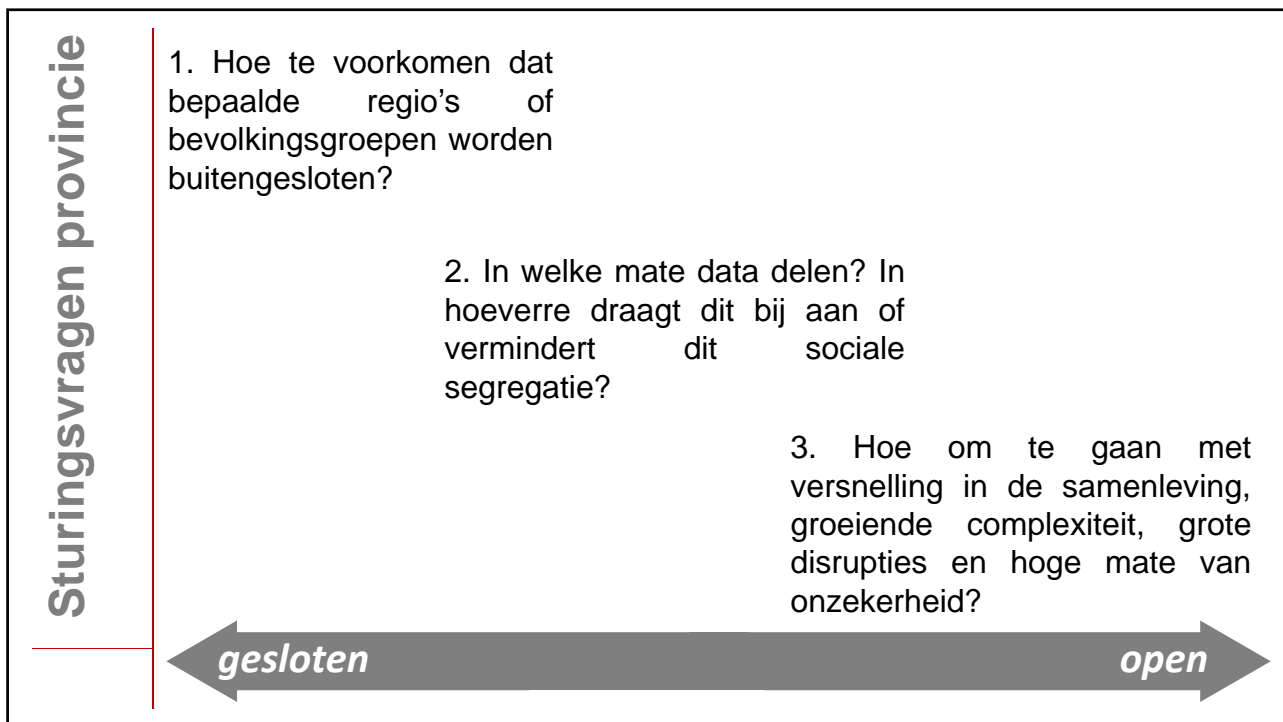 Sturingsvragen provincie
1. Hoe te voorkomen dat
bepaalde regio's of
bevolkingsgroepen worden
buitengesloten?
2. In welke mate data delen? In
hoeverre draagt dit bij aan of
vermindert dit sociale
segregatie?
3. Hoe om te gaan met
versnelling in de samenleving,
groeiende complexiteit, grote
disrupties en hoge mate van
onzekerheid?
gesloten open